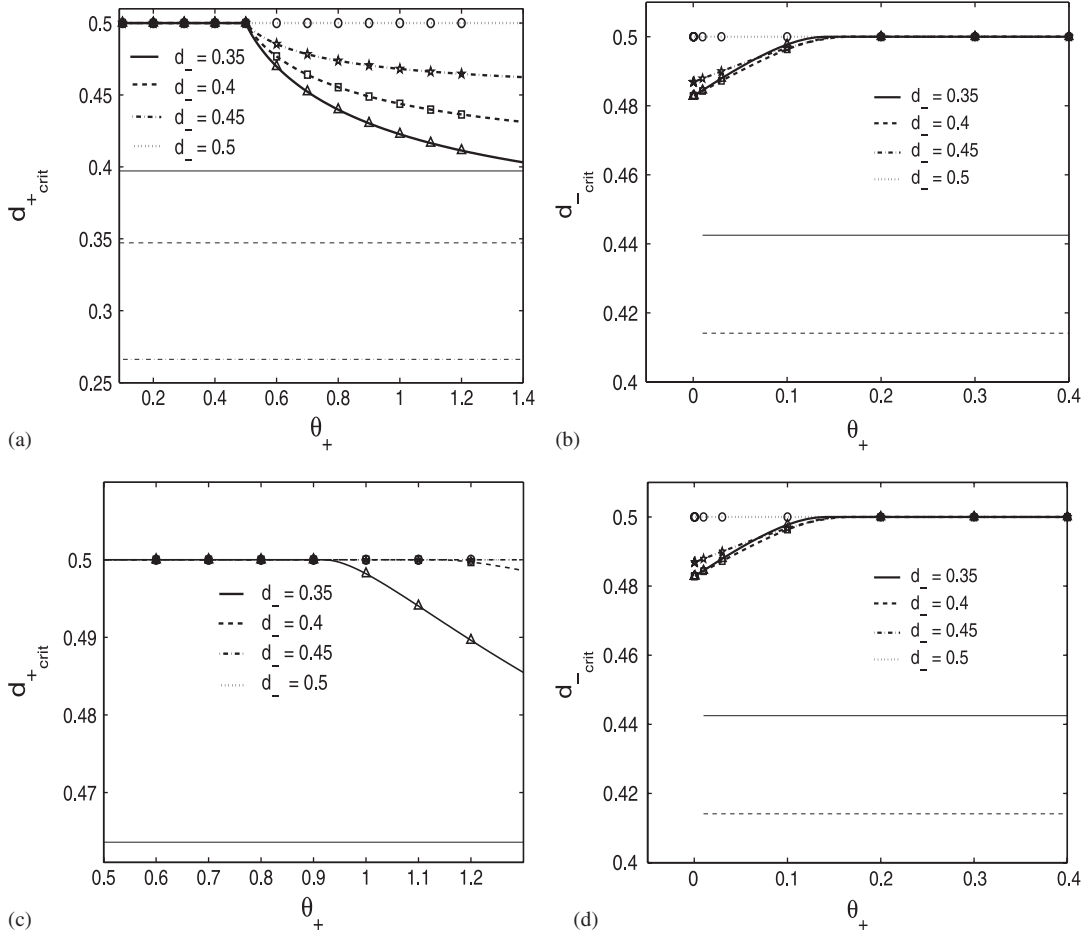 0.5
0.45
0.4
0.35
0.3
0.25
d+crit
d_ = 0.35
d_ = 0.4
d_ = 0.45
d_ = 0.5
0.2 0.4 0.6 0.8 1 1.2 1.4
θ+
(a)
0.5
0.48
0.46
0.44
0.42
0.4
d-crit
d_ = 0.35
d_ = 0.4
d_ = 0.45
d_ = 0.5
0 0.1 0.2 0.3 0.4
θ+
(b)
0.5
0.49
0.48
0.47
d+crit
d_ = 0.35
d_ = 0.4
d_ = 0.45
d_ = 0.5
0.5 0.6 0.7 0.8 0.9 1 1.1 1.2
θ+
(c)
0.5
0.48
0.46
0.44
0.42
0.4
d-crit
d_ = 0.35
d_ = 0.4
d_ = 0.45
d_ = 0.5
0 0.1 0.2 0.3 0.4
θ+
(d)